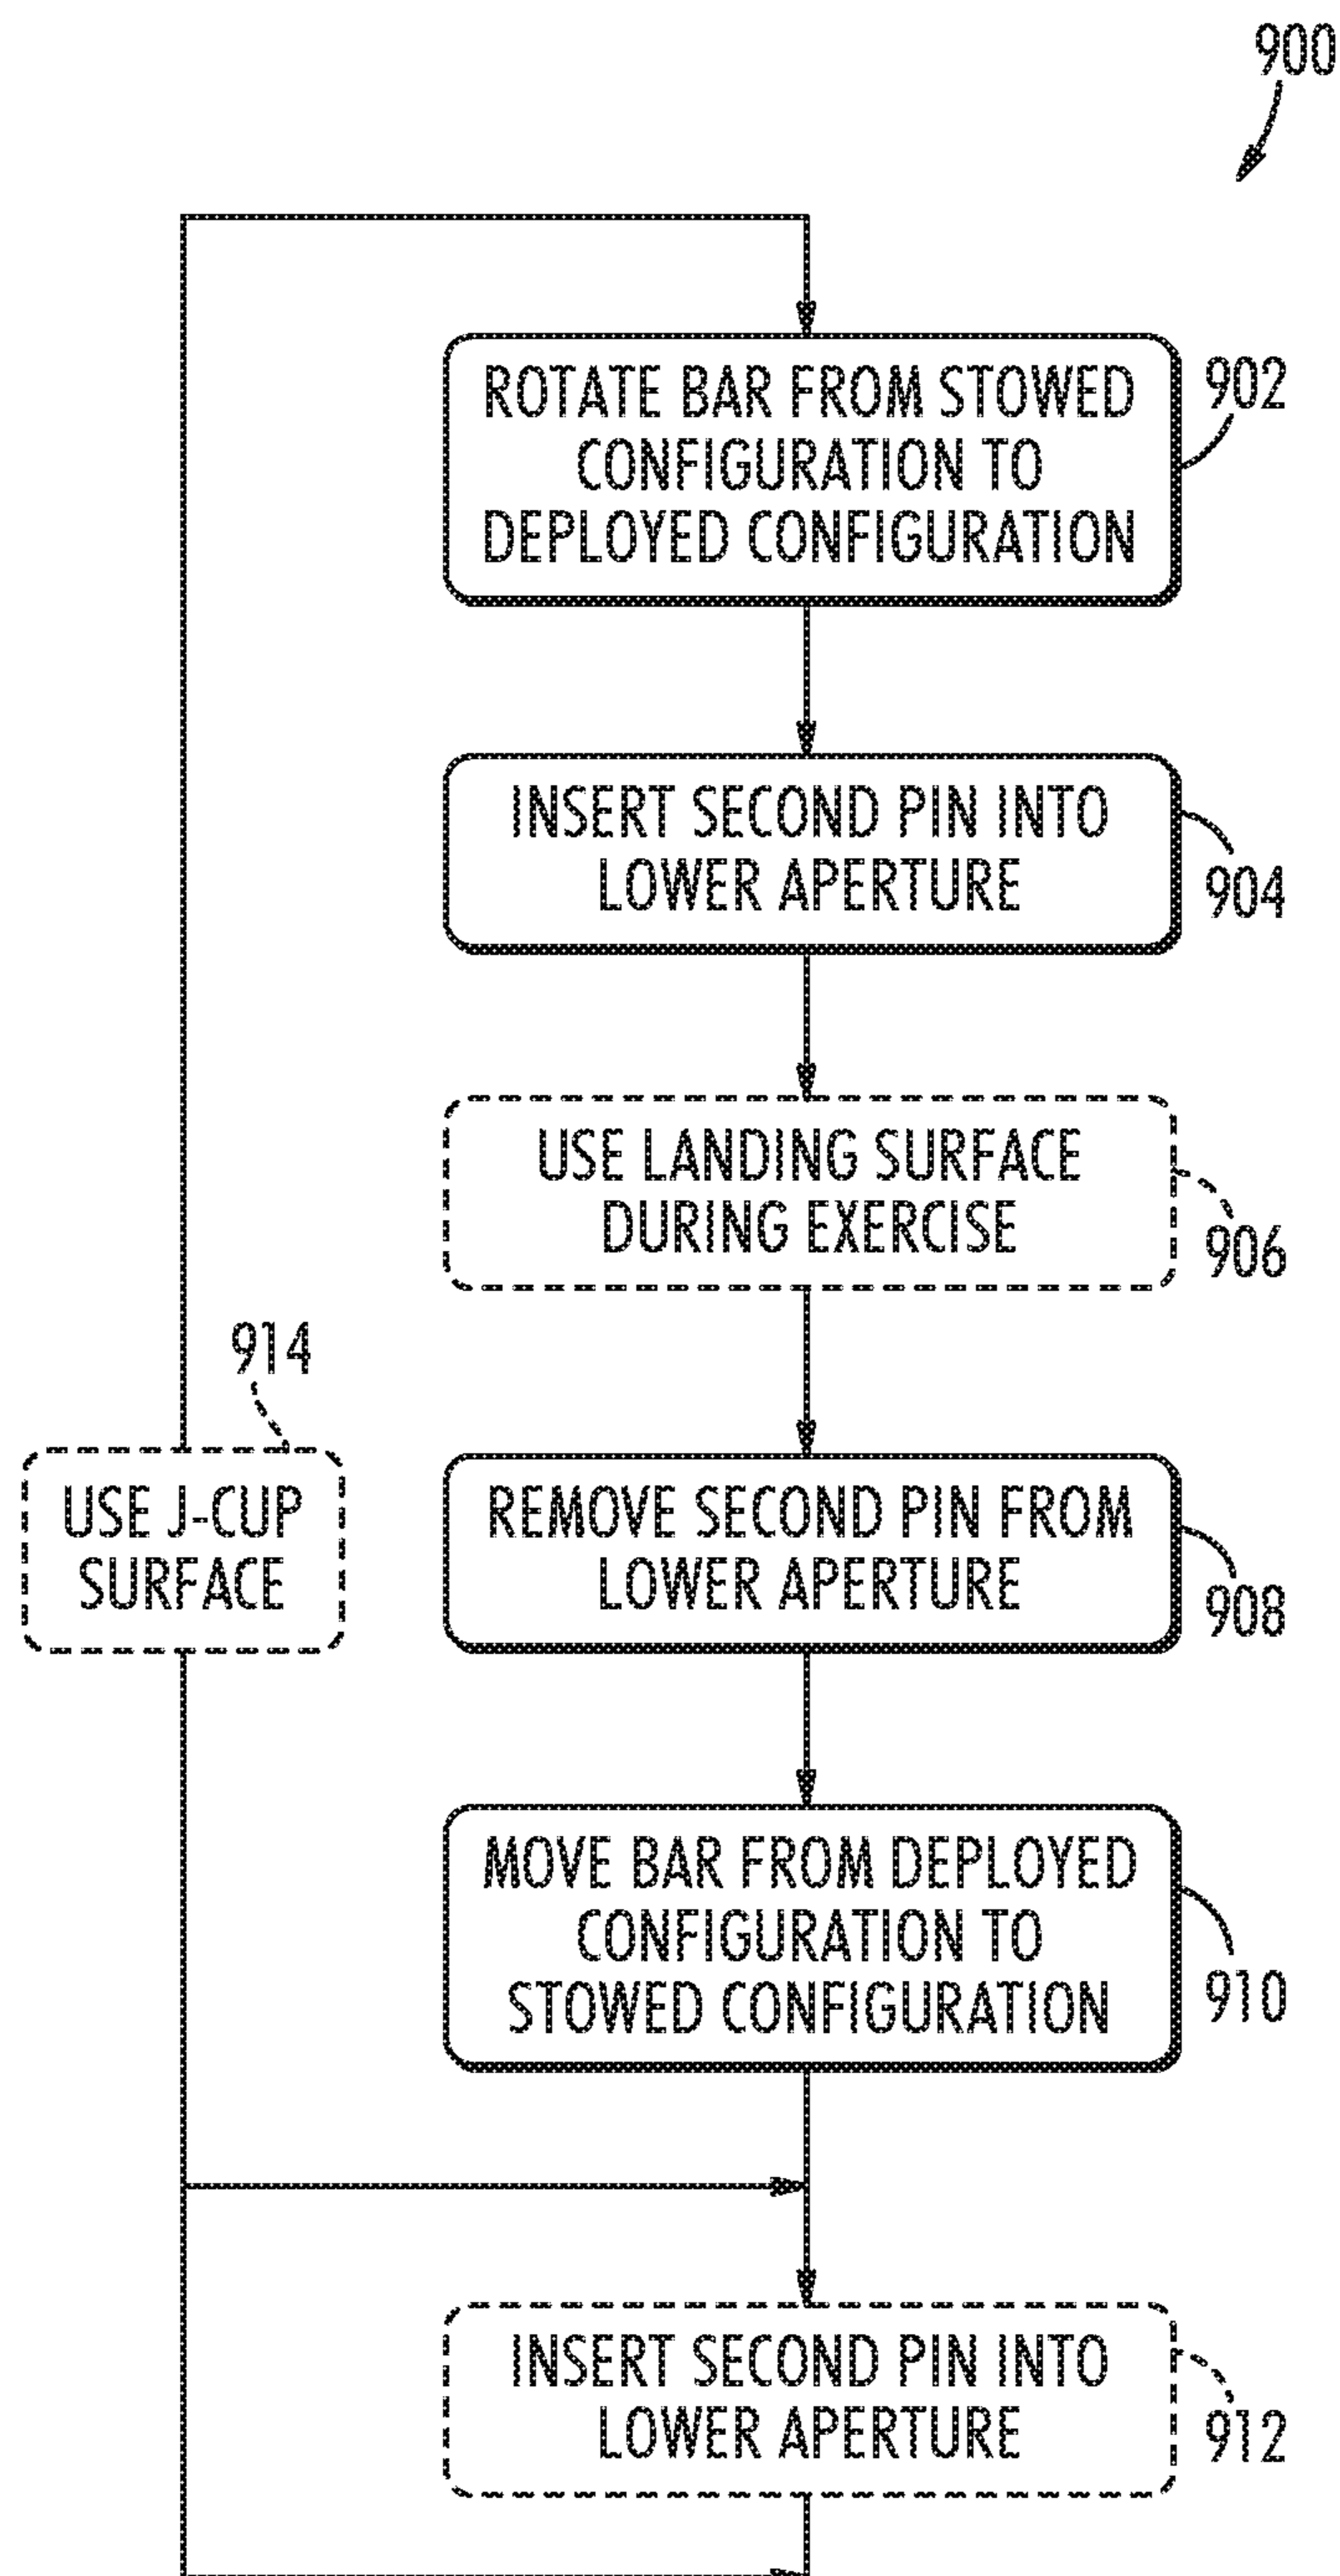 900
ROTATE BAR FROM STOWED
CONFIGURATION TO
DEPLOYED CONFIGURATION
902
INSERT SECOND PIN INTO
LOWER APERTURE
904
USE LANDING SURFACE
DURING EXERCISE
906
914
USE J-CUP
SURFACE
REMOVE SECOND PIN FROM
LOWER APERTURE
908
MOVE BAR FROM DEPLOYED
CONFIGURATION TO
STOWED CONFIGURATION
910
INSERT SECOND PIN INTO
LOWER APERTURE
912